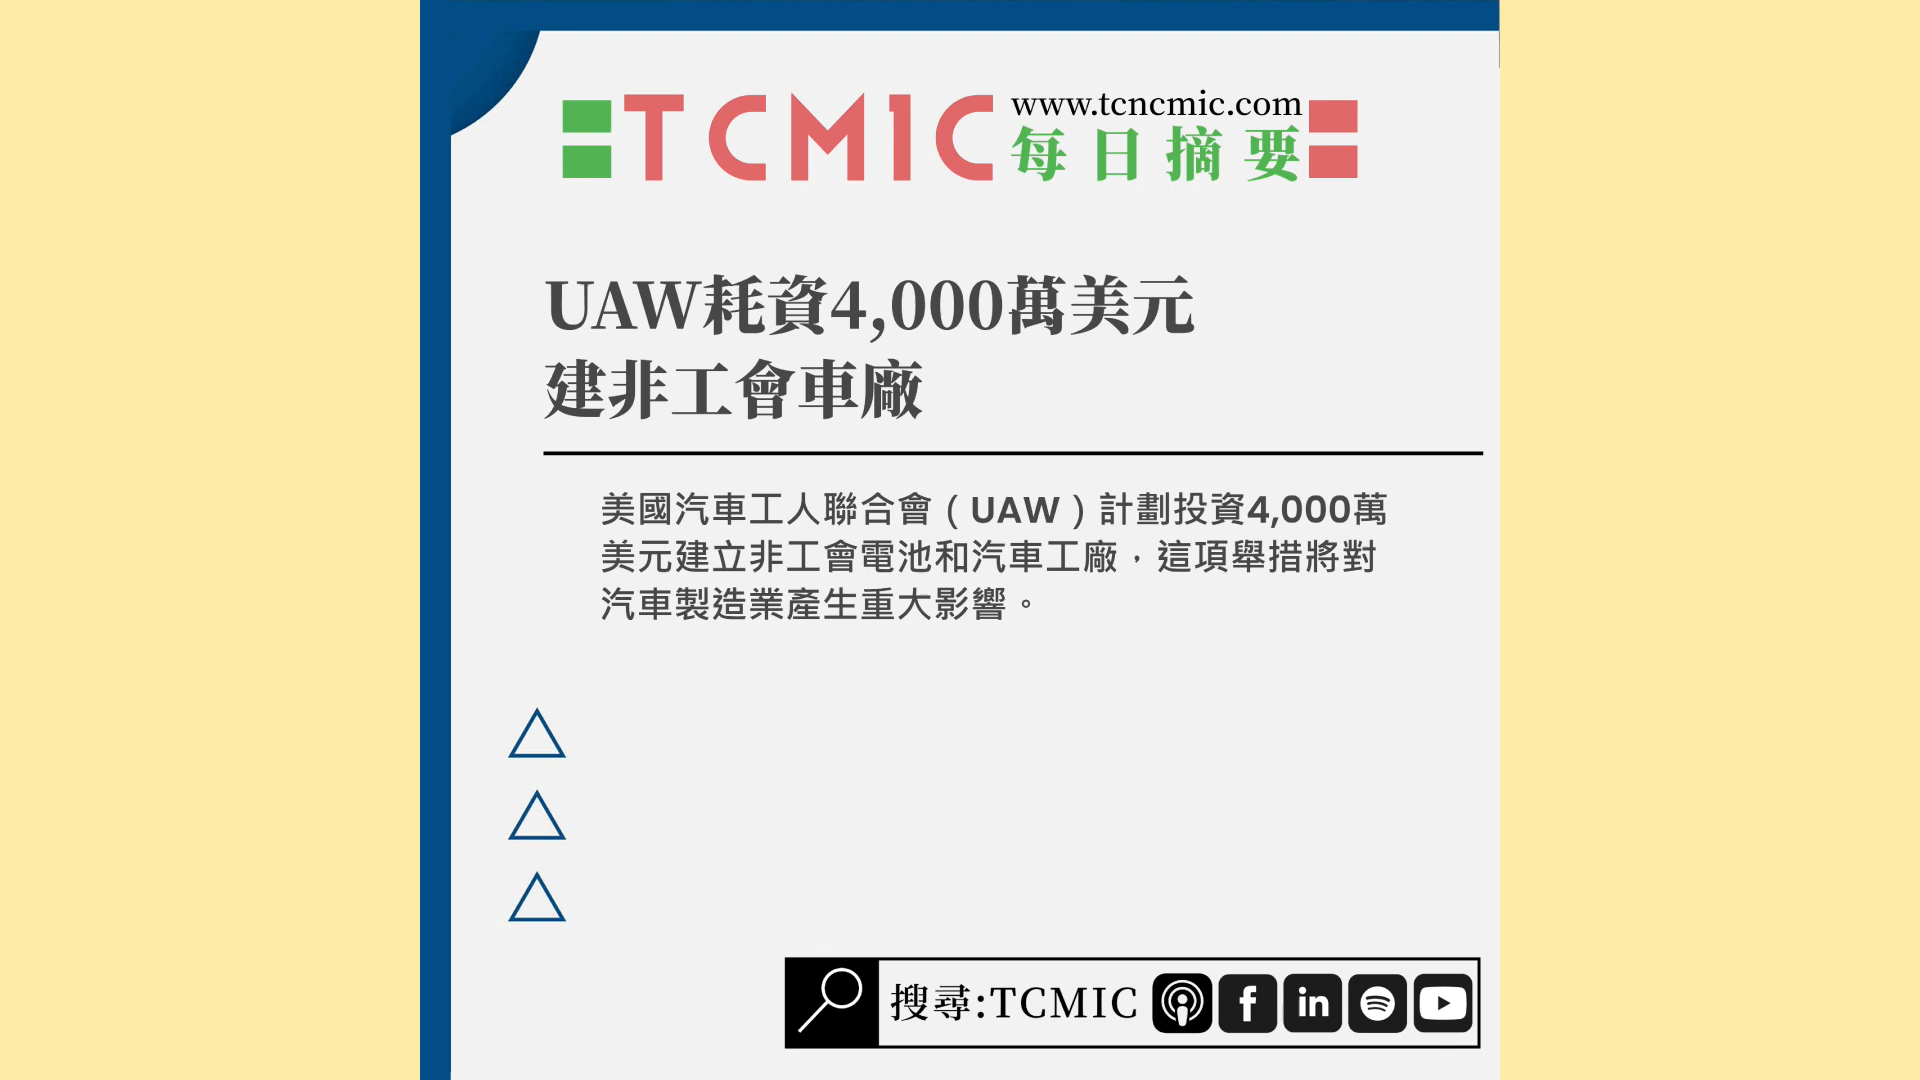 TCMIC
www.tcncmic.com
每日摘要
UAW耗資4,000萬美元
建非工會車廠
美國汽車工人聯合會（UAW）計劃投資4,000萬
美元建立非工會電池和汽車工廠，這項舉措將對
汽車製造業產生重大影響。
搜尋:TCMIC